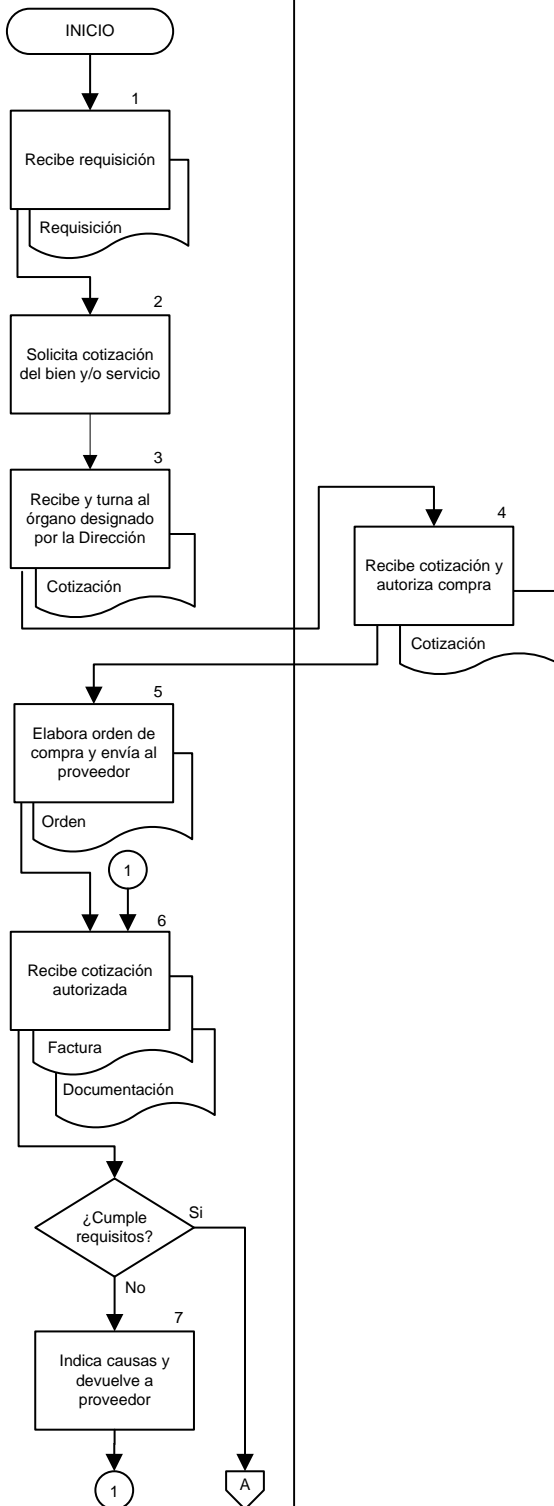 INICIO
1
Recibe requisición
Requisición
2
Solicita cotización
del bien y/o servicio
3
Recibe y turna al
órgano designado
por la Dirección
Cotización
4
Recibe cotización y
autoriza compra
Cotización
5
Elabora orden de
compra y envía al
proveedor
Orden
1
6
Recibe cotización
autorizada
Factura
Documentación
¿Cumple
requisitos?
Si
No
7
Indica causas y
devuelve a
proveedor
1
A